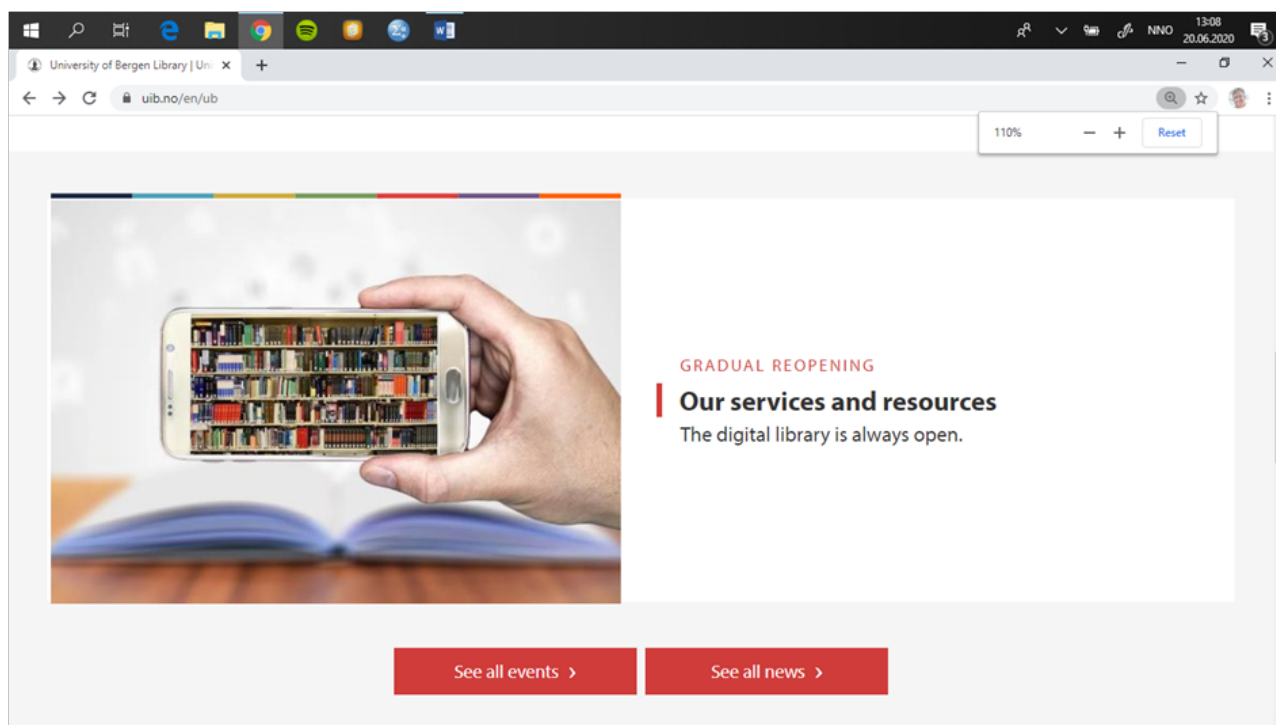 13:08
NNO
20.06.2020
3
University of Bergen Library | Uni
uib.no/en/ub
110%
Reset
GRADUAL REOPENING
Our services and resources
The digital library is always open.
See all events
See all news